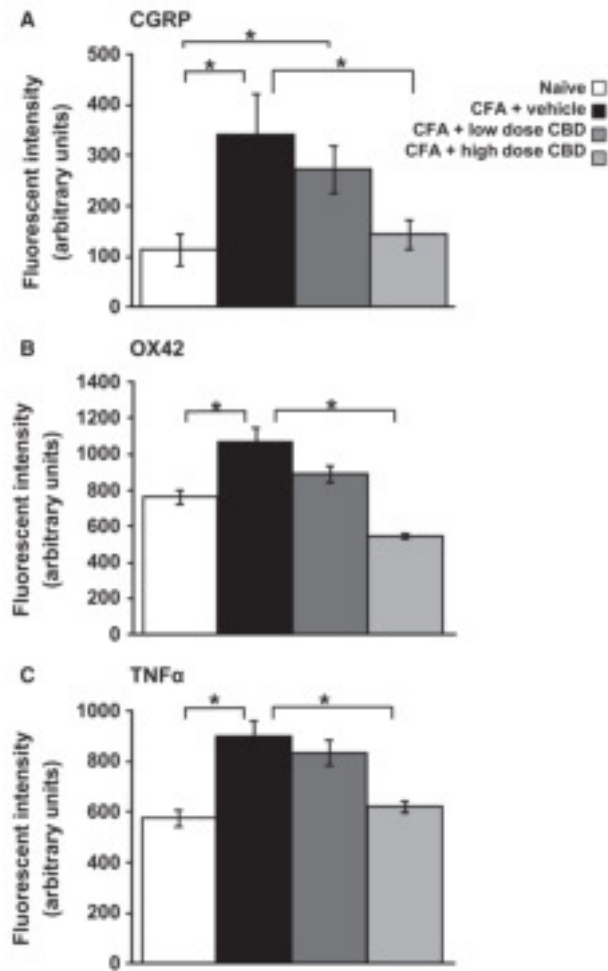 A CGRP
*
*
*
500
400
300
200
100
0
Fluorescent intensity
(arbitrary units)
Naïve
CFA + vehicle
CFA + low dose CBD
CFA + high dose CBD
B OX42
*
*
1400
1200
1000
800
600
400
200
0
Fluorescent intensity
(arbitrary units)
C TNFα
*
*
1000
800
600
400
200
0
Fluorescent intensity
(arbitrary units)